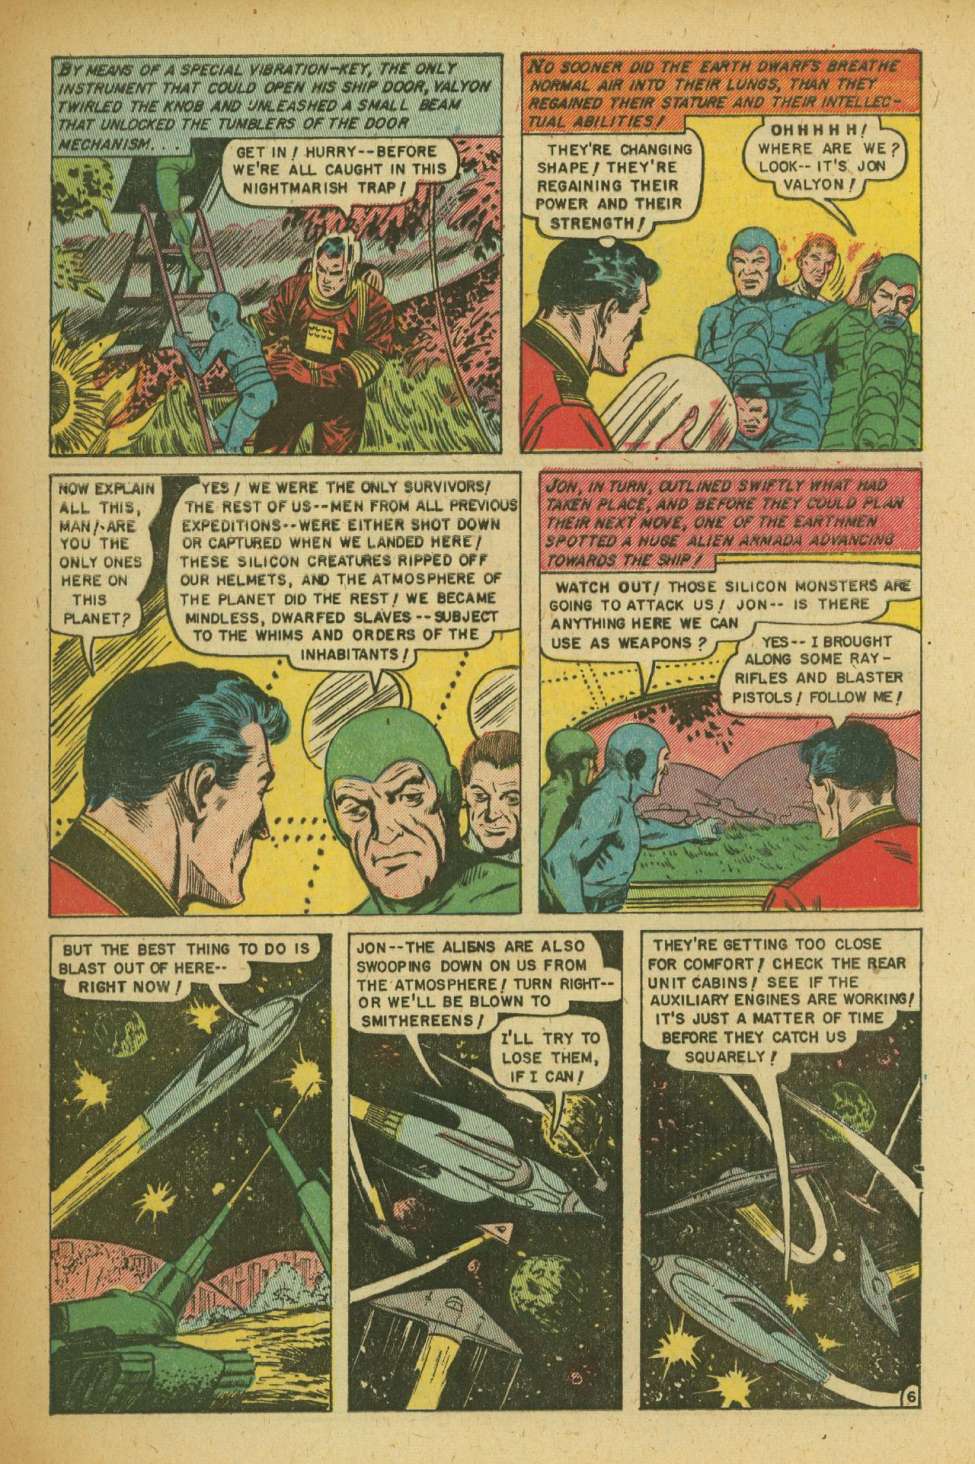 BY MEANS OF A SPECIAL VIBRATION-KEY, THE ONLY
INSTRUMENT THAT COULD OPEN HIS SHIP DOOR, VALYON
TWIRLED THE KNOB AND UNLEASHED A SMALL BEAM
THAT UNLOCKED THE TUMBLERS OF THE DOOR
MECHANISM...
GET IN! HURRY--BEFORE
WE'RE ALL CAUGHT IN THIS
NIGHTMARISH TRAP!
NO SOONER DID THE EARTH DWARFS BREATHE
NORMAL AIR INTO THEIR LUNGS, THAN THEY
REGAINED THEIR STATURE AND THEIR INTELLEC-
TUAL ABILITIES!
THEY'RE CHANGING
SHAPE! THEY'RE
REGAINING THEIR
POWER AND THEIR
STRENGTH!
OHHHHH!
WHERE ARE WE?
LOOK-- IT'S JON
VALYON!
NOW EXPLAIN
ALL THIS,
MAN! ARE
YOU THE
ONLY ONES
HERE ON
THIS
PLANET?
YES! WE WERE THE ONLY SURVIVORS!
THE REST OF US--MEN FROM ALL PREVIOUS
EXPEDITIONS--WERE EITHER SHOT DOWN
OR CAPTURED WHEN WE LANDED HERE!
THESE SILICON CREATURES RIPPED OFF
OUR HELMETS, AND THE ATMOSPHERE OF
THE PLANET DID THE REST! WE BECAME
MINDLESS, DWARFED SLAVES--SUBJECT
TO THE WHIMS AND ORDERS OF THE
INHABITANTS!
JON, IN TURN, OUTLINED SWIFTLY WHAT HAD
TAKEN PLACE, AND BEFORE THEY COULD PLAN
THEIR NEXT MOVE, ONE OF THE EARTHMEN
SPOTTED A HUGE ALIEN ARMADA ADVANCING
TOWARDS THE SHIP!
WATCH OUT! THOSE SILICON MONSTERS ARE
GOING TO ATTACK US! JON-- IS THERE
ANYTHING HERE WE CAN
USE AS WEAPONS?
YES-- I BROUGHT
ALONG SOME RAY-
RIFLES AND BLASTER
PISTOLS! FOLLOW ME!
BUT THE BEST THING TO DO IS
BLAST OUT OF HERE--
RIGHT NOW!
JON--THE ALIENS ARE ALSO
SWOOPING DOWN ON US FROM
THE ATMOSPHERE! TURN RIGHT--
OR WE'LL BE BLOWN TO
SMITHEREENS!
I'LL TRY TO
LOSE THEM,
IF I CAN!
THEY'RE GETTING TOO CLOSE
FOR COMFORT! CHECK THE REAR
UNIT CABINS! SEE IF THE
AUXILIARY ENGINES ARE WORKING!
IT'S JUST A MATTER OF TIME
BEFORE THEY CATCH US
SQUARELY!
6